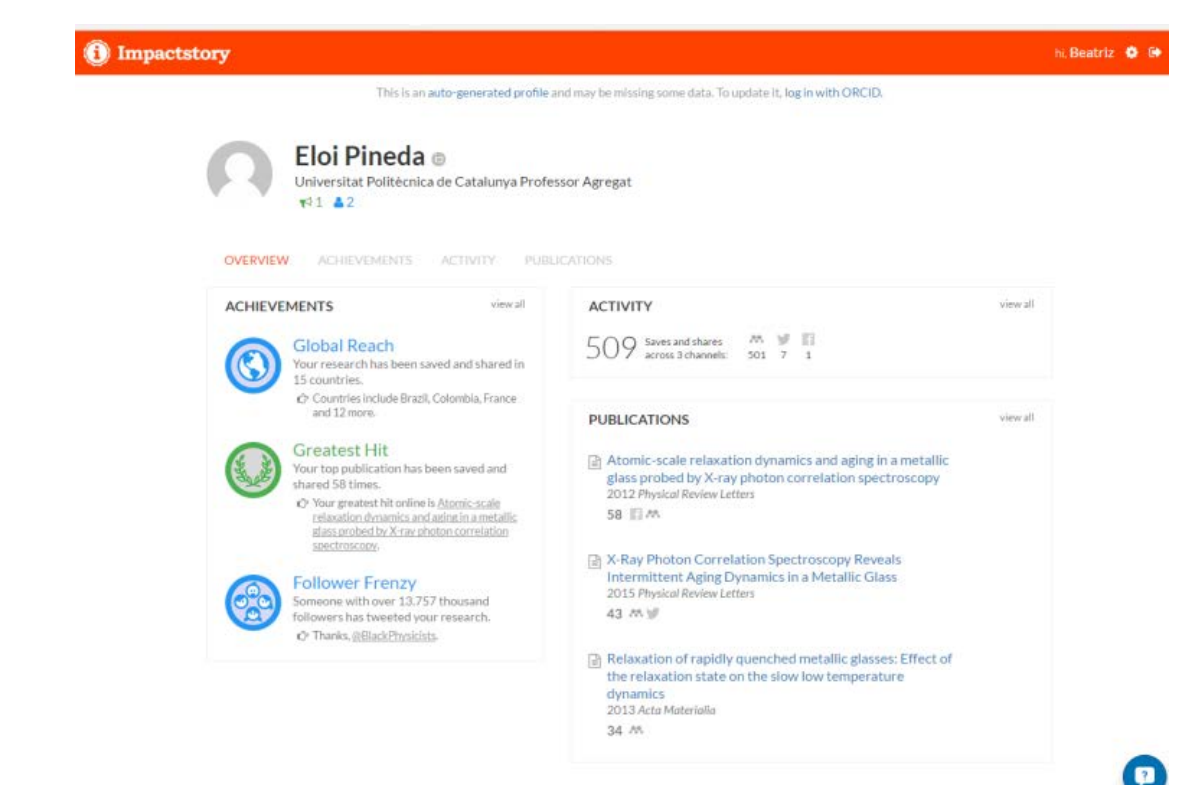 Impactstory
hi, Beatriz
This is an auto-generated profile and may be missing some data. To update it, log in with ORCID.
Eloi Pineda
Universitat Politècnica de Catalunya Professor Agregat
1 2
OVERVIEW ACHIEVEMENTS ACTIVITY PUBLICATIONS
ACHIEVEMENTS view all
Global Reach
Your research has been saved and shared in
15 countries.
Countries include Brazil, Colombia, France
and 12 more.
Greatest Hit
Your top publication has been saved and
shared 58 times.
Your greatest hit online is Atomic-scale
relaxation dynamics and aging in a metallic
glass probed by X-ray photon correlation
spectroscopy.
Follower Frenzy
Someone with over 13.757 thousand
followers has tweeted your research.
Thanks, @BlackPhysicists.
ACTIVITY view all
509 Saves and shares
across 3 channels: 501 7 1
PUBLICATIONS view all
Atomic-scale relaxation dynamics and aging in a metallic
glass probed by X-ray photon correlation spectroscopy
2012 Physical Review Letters
58
X-Ray Photon Correlation Spectroscopy Reveals
Intermittent Aging Dynamics in a Metallic Glass
2015 Physical Review Letters
43
Relaxation of rapidly quenched metallic glasses: Effect of
the relaxation state on the slow low temperature
dynamics
2013 Acta Materialia
34